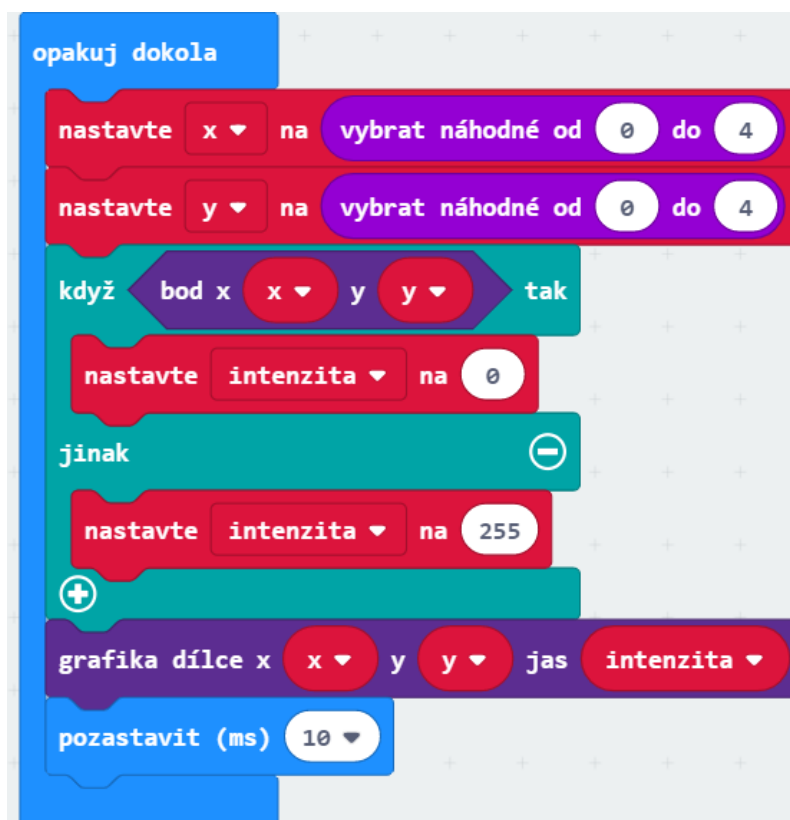 opakuj dokola
nastavte x na vybrat náhodné od 0 do 4
nastavte y na vybrat náhodné od 0 do 4
když bod x x y y tak
nastavte intenzita na 0
jinak
nastavte intenzita na 255
grafika dílce x x y y jas intenzita
pozastavit (ms) 10